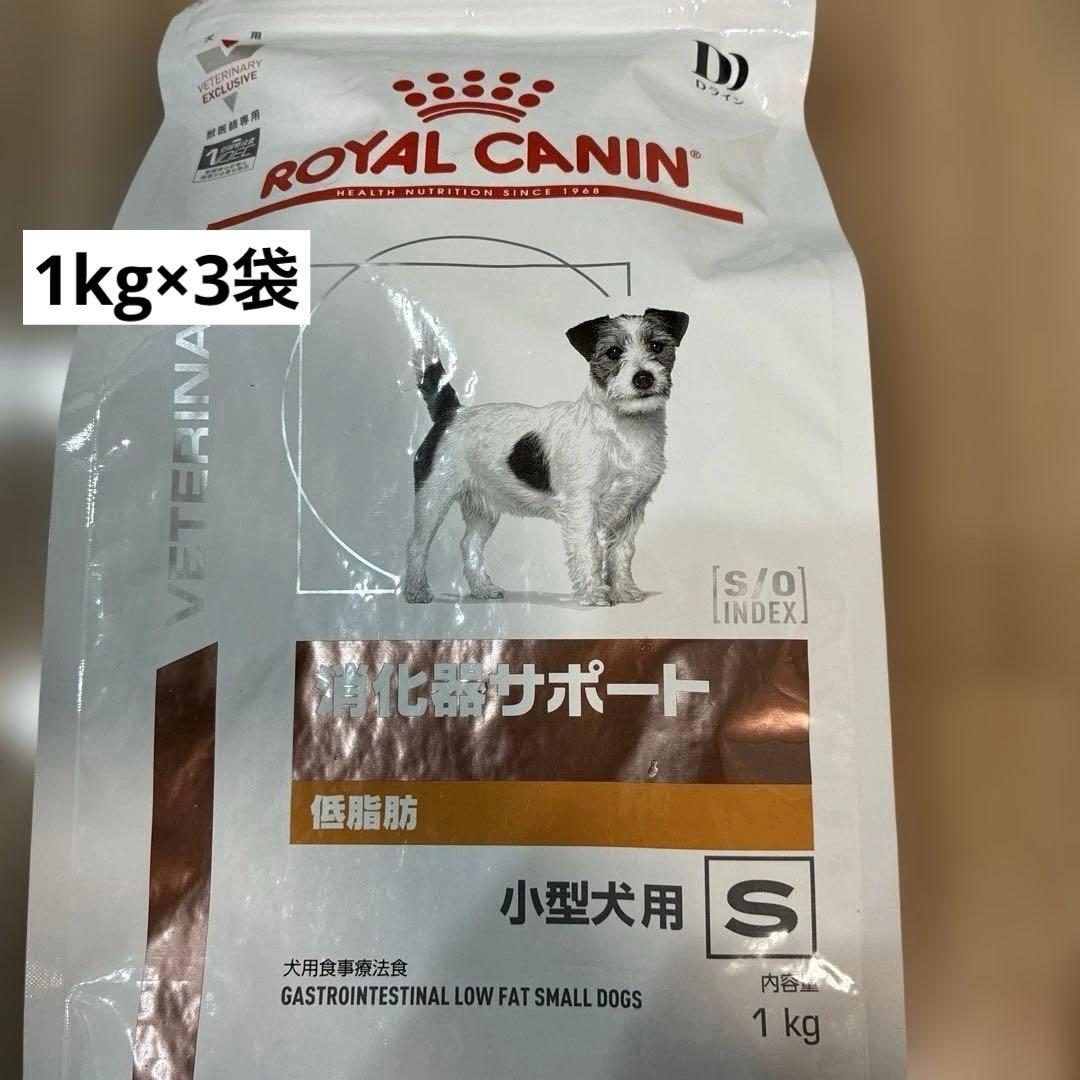 犬 用
VETERINARY
EXCLUSIVE
獣医師専用
Dライン
ROYAL CANIN®
HEALTH NUTRITION SINCE 1968
1kg×3袋
VETERINA
S/O
INDEX
消化器サポート
低脂肪
小型犬用 S
犬用食事療法食
GASTROINTESTINAL LOW FAT SMALL DOGS
内容量
1 kg